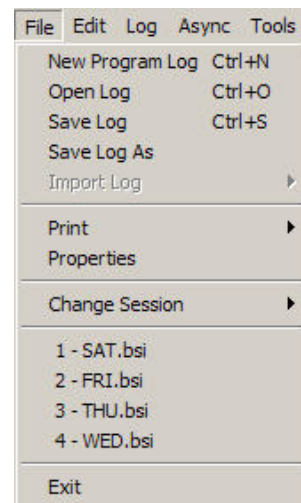 File Edit Log Async Tools
New Program Log Ctrl+N
Open Log Ctrl+O
Save Log Ctrl+S
Save Log As
Import Log
Print
Properties
Change Session
1 - SAT.bsi
2 - FRI.bsi
3 - THU.bsi
4 - WED.bsi
Exit